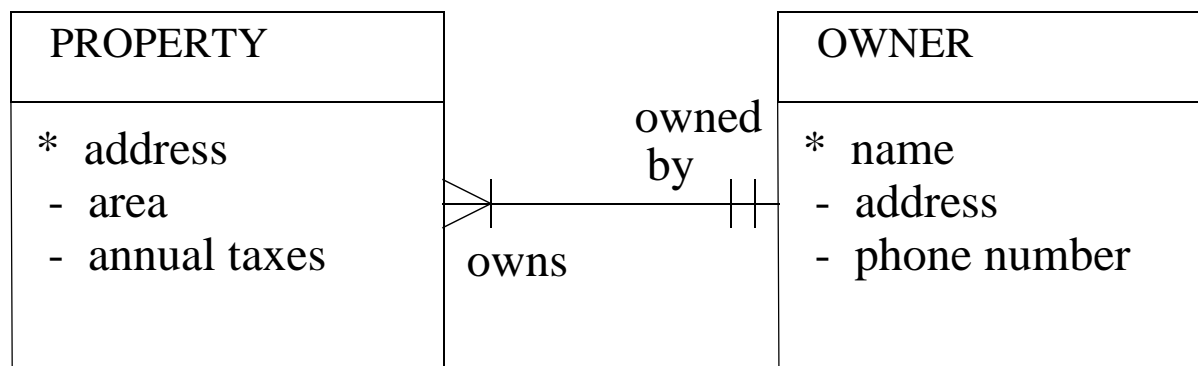 PROPERTY
* address
- area
- annual taxes
owned
by
owns
OWNER
* name
- address
- phone number